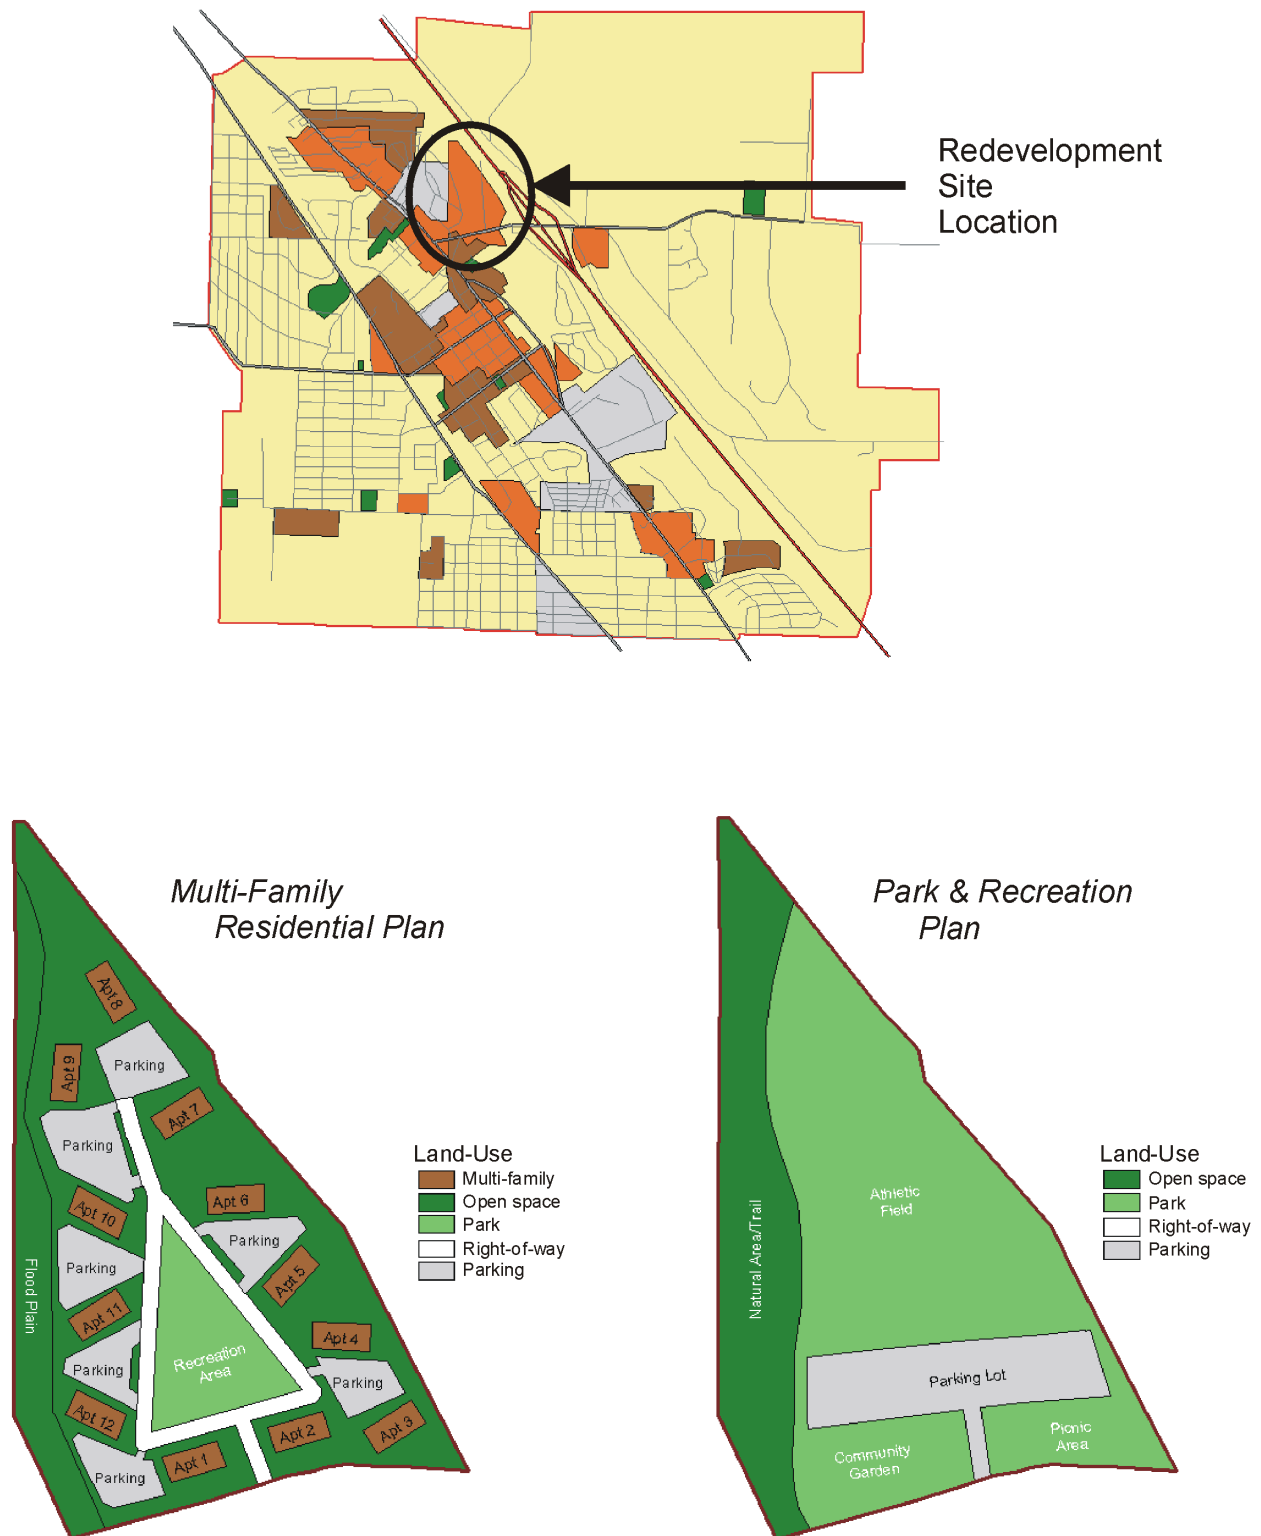 Redevelopment
Site
Location
Multi-Family
Residential Plan
Apt 8
Parking
Apt 9
Apt 7
Parking
Apt 10
Apt 6
Parking
Parking
Apt 5
Apt 11
Flood Plain
Apt 4
Recreation
Area
Parking
Parking
Apt 12
Apt 3
Apt 2
Apt 1
Parking
Land-Use
Multi-family
Open space
Park
Right-of-way
Parking
Park & Recreation
Plan
Athletic
Field
Natural Area/Trail
Parking Lot
Community
Garden
Picnic
Area
Land-Use
Open space
Park
Right-of-way
Parking